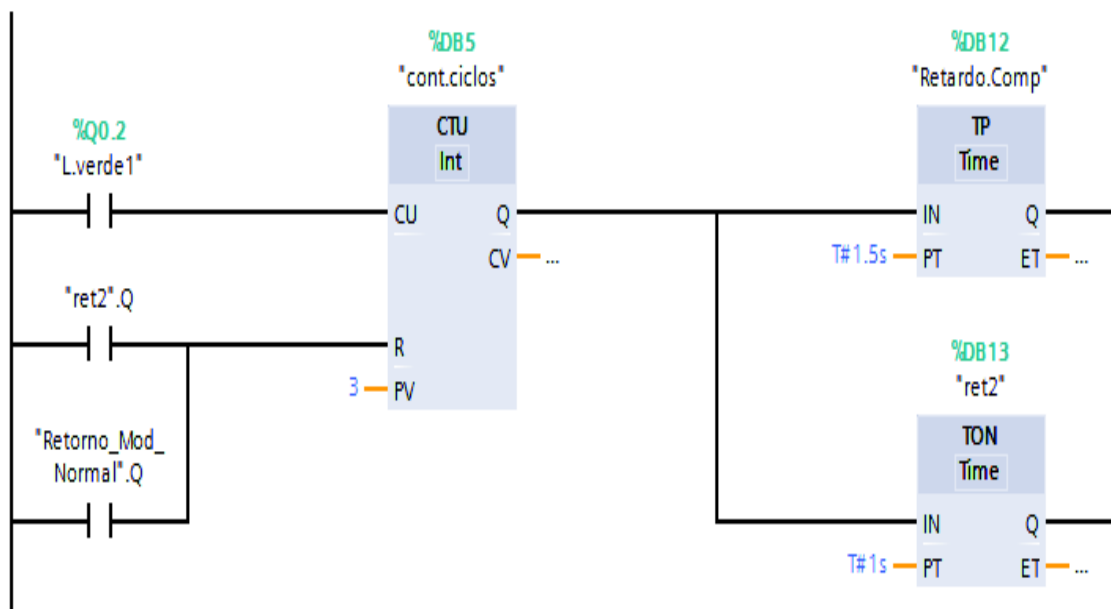 %DB5
"cont.ciclos"
CTU
Int
%Q0.2
"L.verde1"
CU
Q
CV
...
"ret2".Q
R
3
PV
"Retorno_Mod_
Normal".Q
%DB12
"Retardo.Comp"
TP
Time
IN
Q
T#1.5s
PT
ET
...
%DB13
"ret2"
TON
Time
IN
Q
T#1s
PT
ET
...